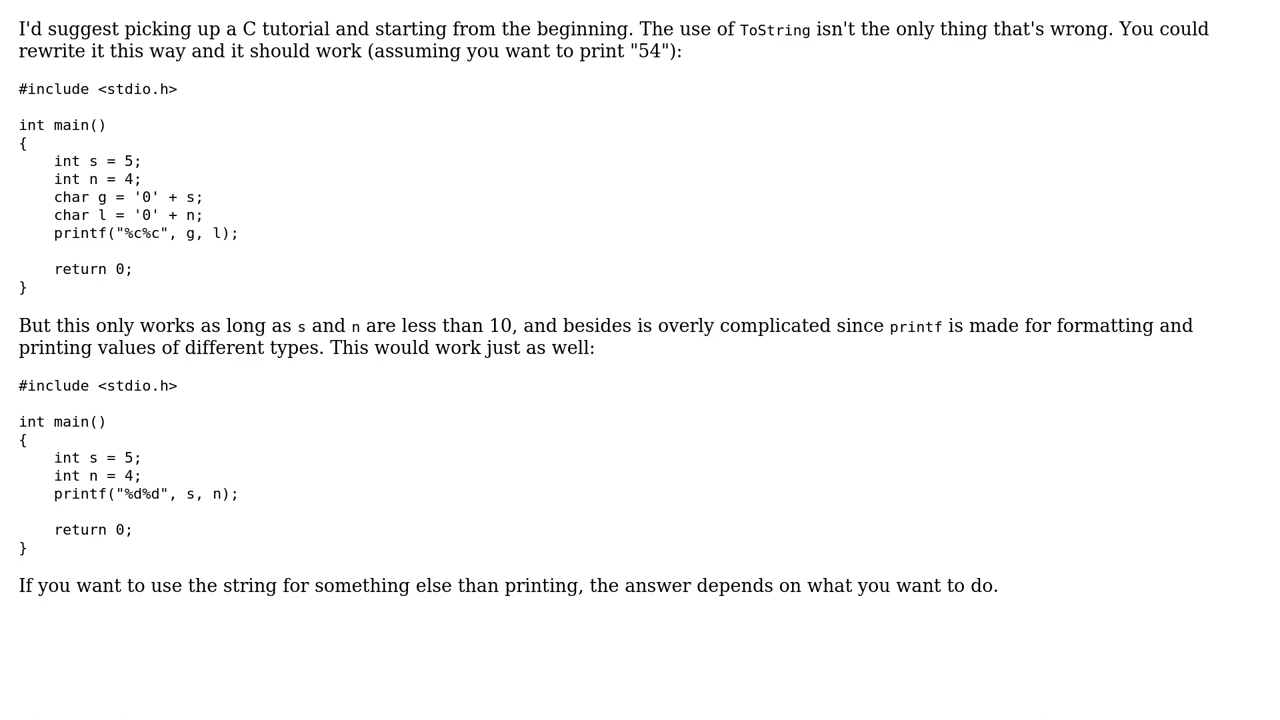 I'd suggest picking up a C tutorial and starting from the beginning. The use of ToString isn't the only thing that's wrong. You could
rewrite it this way and it should work (assuming you want to print "54"):
#include <stdio.h>
int main()
{
    int s = 5;
    int n = 4;
    char g = '0' + s;
    char l = '0' + n;
    printf("%c%c", g, l);
    return 0;
}
But this only works as long as s and n are less than 10, and besides is overly complicated since printf is made for formatting and
printing values of different types. This would work just as well:
#include <stdio.h>
int main()
{
    int s = 5;
    int n = 4;
    printf("%d%d", s, n);
    return 0;
}
If you want to use the string for something else than printing, the answer depends on what you want to do.